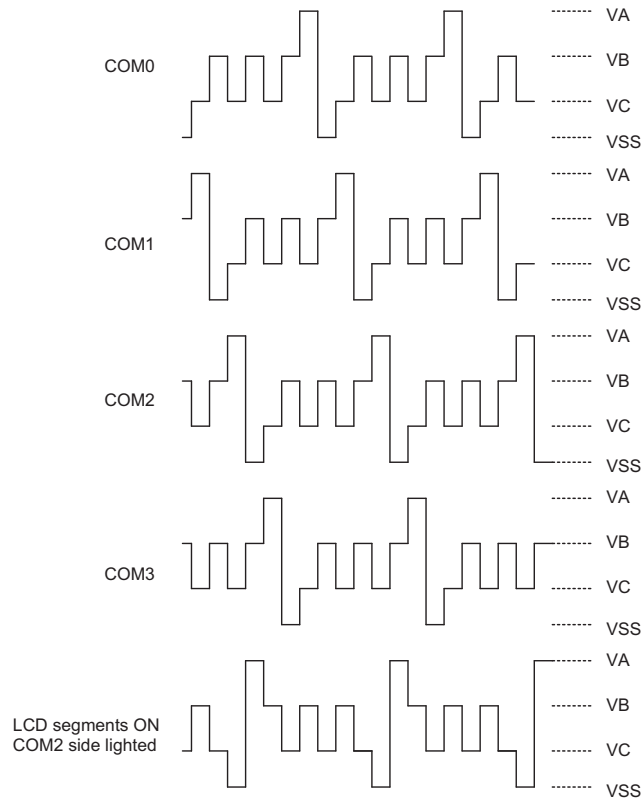 COM0
VA
VB
VC
VSS
COM1
VA
VB
VC
VSS
COM2
VA
VB
VC
VSS
COM3
VA
VB
VC
VSS
LCD segments ON
COM2 side lighted
VA
VB
VC
VSS